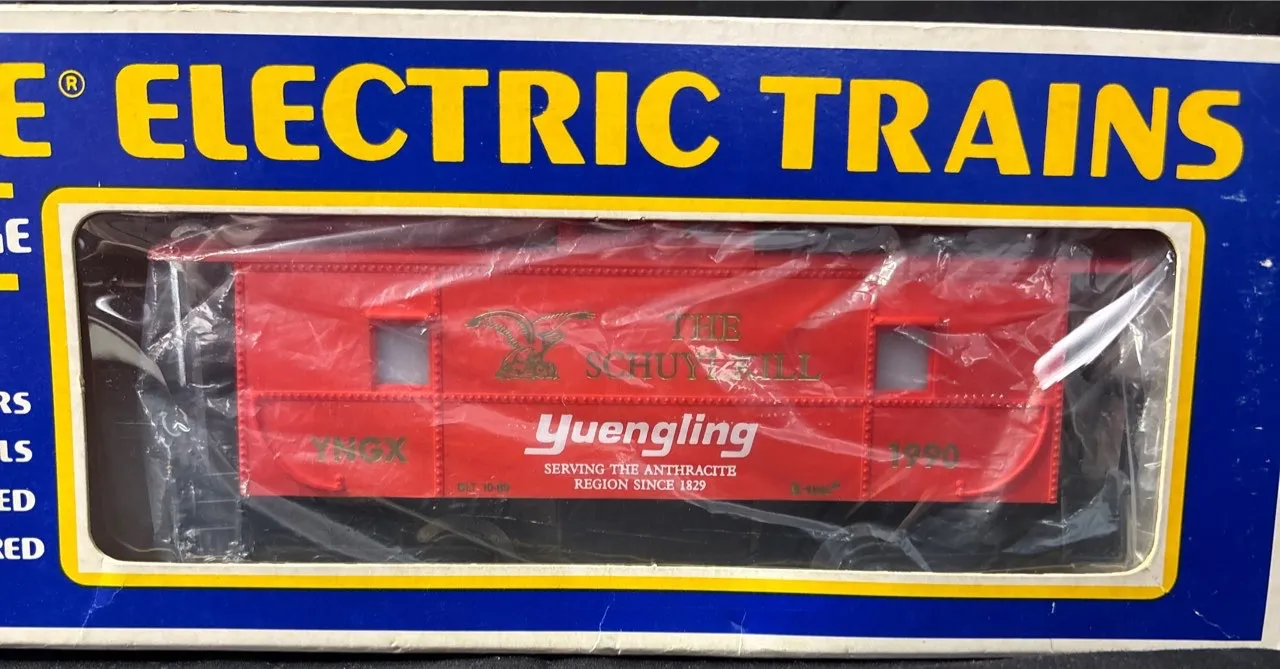 E® ELECTRIC TRAINS
GE
RS
LS
ED
RED
THE
SCHUYLKILL
YNGX
Yuengling
1990
SERVING THE ANTHRACITE
REGION SINCE 1829